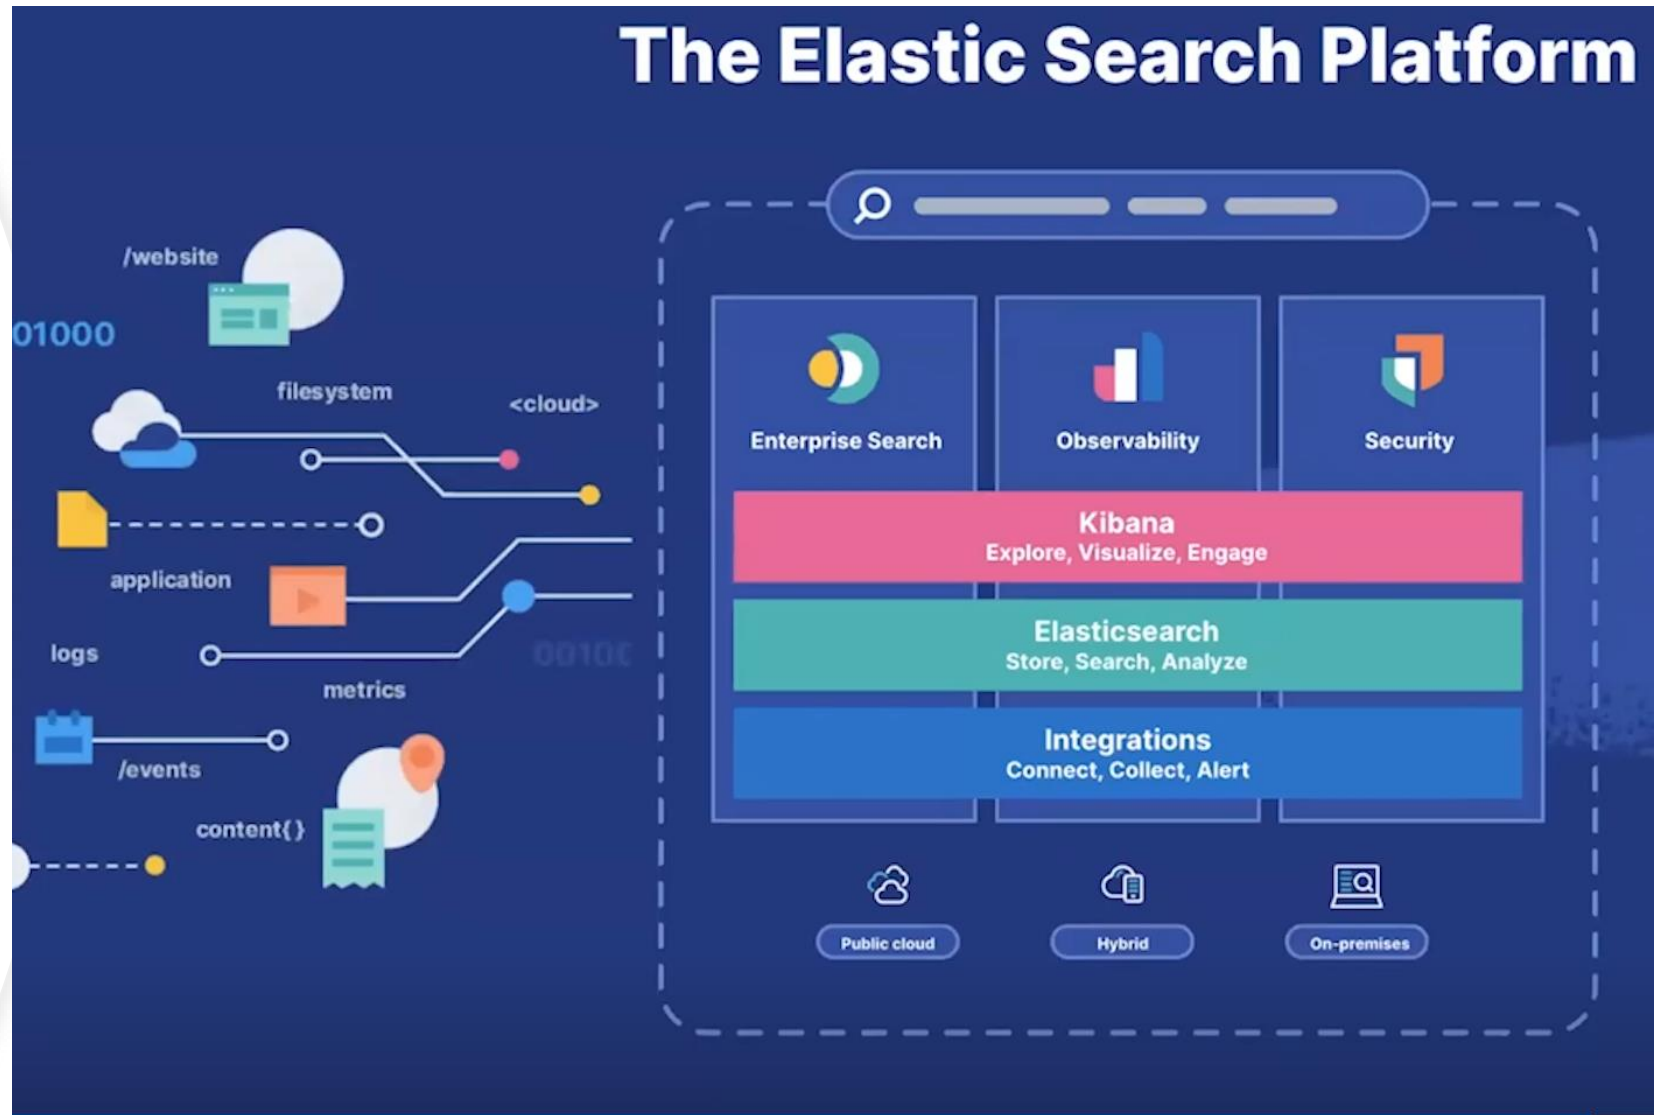 The Elastic Search Platform
/website
01000
filesystem
<cloud>
application
logs
metrics
/events
content{}
Enterprise Search
Observability
Security
Kibana
Explore, Visualize, Engage
Elasticsearch
Store, Search, Analyze
Integrations
Connect, Collect, Alert
Public cloud
Hybrid
On-premises